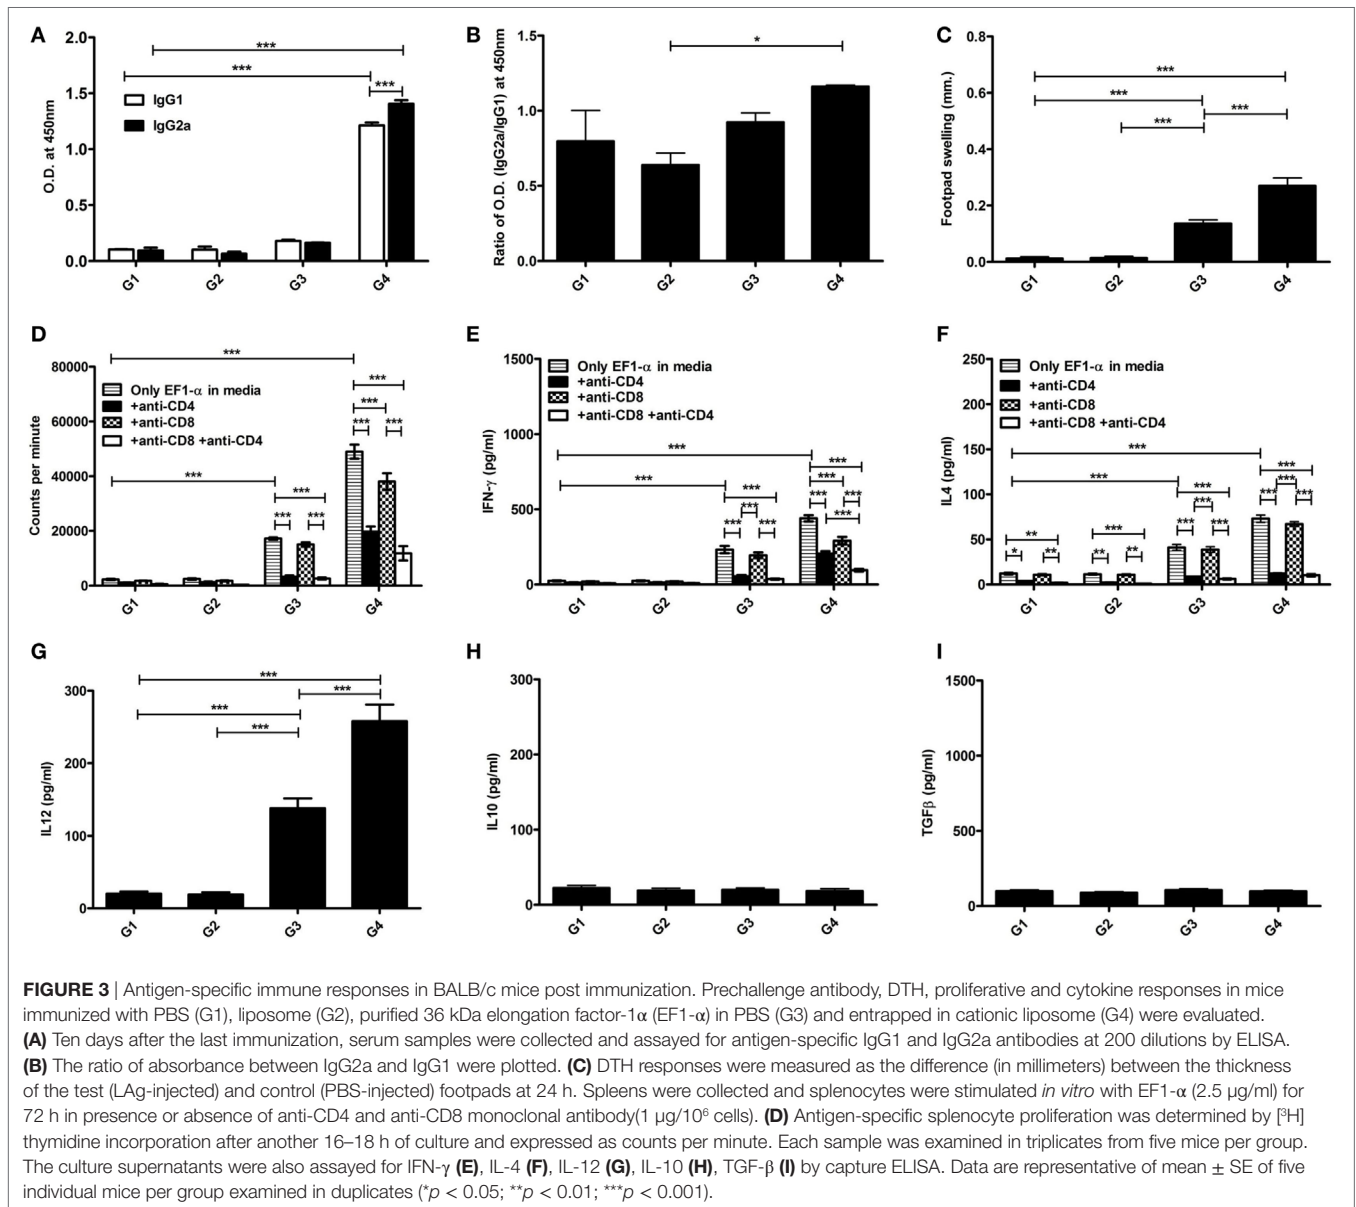 A
2.0
1.5
1.0
0.5
0.0
O.D. at 450nm
IgG1
IgG2a
***
***
***
G1
G2
G3
G4
B
1.5
1.0
0.5
0.0
Ratio of O.D. (IgG2a/IgG1) at 450nm
*
G1
G2
G3
G4
C
0.8
0.6
0.4
0.2
0.0
Footpad swelling (mm.)
***
***
***
***
G1
G2
G3
G4
D
80000
60000
40000
20000
0
Counts per minute
Only EF1-α in media
+anti-CD4
+anti-CD8
+anti-CD8 +anti-CD4
***
***
***
***
***
***
***
***
***
G1
G2
G3
G4
E
1500
1000
500
0
IFN-γ (pg/ml)
Only EF1-α in media
+anti-CD4
+anti-CD8
+anti-CD8 +anti-CD4
***
***
***
***
***
***
***
***
***
***
***
G1
G2
G3
G4
F
250
200
150
100
50
0
IL4 (pg/ml)
Only EF1-α in media
+anti-CD4
+anti-CD8
+anti-CD8 +anti-CD4
***
***
**
*
**
***
**
**
***
***
***
***
***
***
***
***
G1
G2
G3
G4
G
300
200
100
0
IL12 (pg/ml)
***
***
***
***
G1
G2
G3
G4
H
300
200
100
0
IL10 (pg/ml)
G1
G2
G3
G4
I
1500
1000
500
0
TGFβ (pg/ml)
G1
G2
G3
G4
FIGURE 3 | Antigen-specific immune responses in BALB/c mice post immunization. Prechallenge antibody, DTH, proliferative and cytokine responses in mice
immunized with PBS (G1), liposome (G2), purified 36 kDa elongation factor-1α (EF1-α) in PBS (G3) and entrapped in cationic liposome (G4) were evaluated.
(A) Ten days after the last immunization, serum samples were collected and assayed for antigen-specific IgG1 and IgG2a antibodies at 200 dilutions by ELISA.
(B) The ratio of absorbance between IgG2a and IgG1 were plotted. (C) DTH responses were measured as the difference (in millimeters) between the thickness
of the test (LAg-injected) and control (PBS-injected) footpads at 24 h. Spleens were collected and splenocytes were stimulated in vitro with EF1-α (2.5 μg/ml) for
72 h in presence or absence of anti-CD4 and anti-CD8 monoclonal antibody(1 μg/10⁶ cells). (D) Antigen-specific splenocyte proliferation was determined by [³H]
thymidine incorporation after another 16–18 h of culture and expressed as counts per minute. Each sample was examined in triplicates from five mice per group.
The culture supernatants were also assayed for IFN-γ (E), IL-4 (F), IL-12 (G), IL-10 (H), TGF-β (I) by capture ELISA. Data are representative of mean ± SE of five
individual mice per group examined in duplicates (*p < 0.05; **p < 0.01; ***p < 0.001).